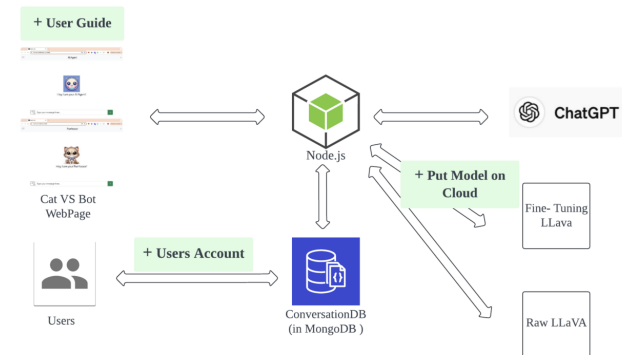 + User Guide
Node.js
ChatGPT
+ Put Model on
Cloud
Cat VS Bot
WebPage
Fine- Tuning
LLava
+ Users Account
Users
ConversationDB
(in MongoDB )
Raw LLaVA